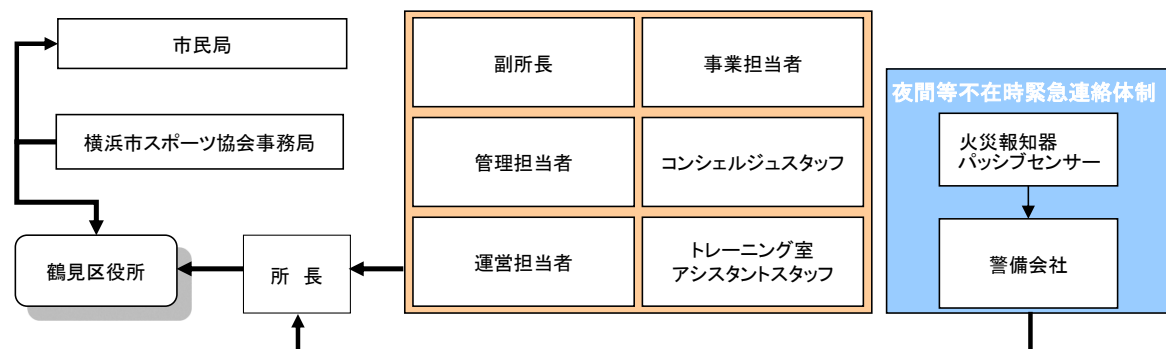 市民局
横浜市スポーツ協会事務局
鶴見区役所
所 長
副所長
事業担当者
管理担当者
コンシェルジュスタッフ
運営担当者
トレーニング室
アシスタントスタッフ
夜間等不在時緊急連絡体制
火災報知器
パッシブセンサー
警備会社